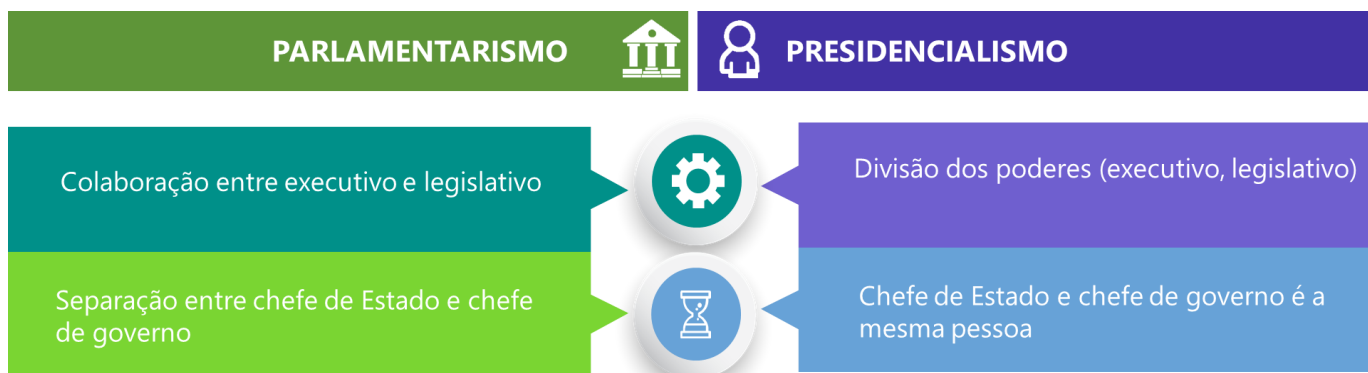 PARLAMENTARISMO
PRESIDENCIALISMO
Colaboração entre executivo e legislativo
Divisão dos poderes (executivo, legislativo)
Separação entre chefe de Estado e chefe
de governo
Chefe de Estado e chefe de governo é a
mesma pessoa